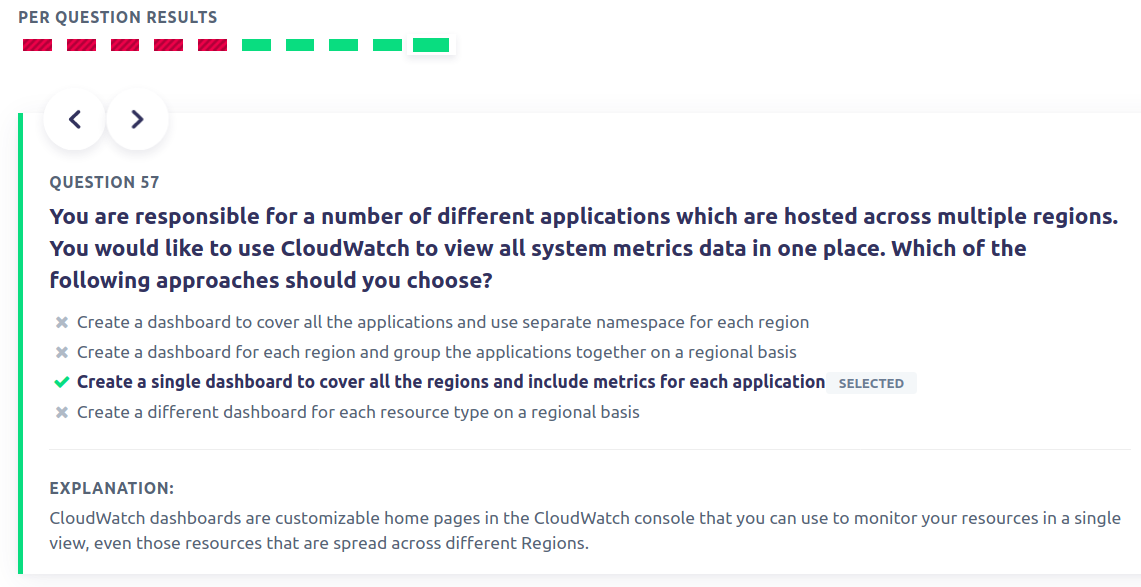 PER QUESTION RESULTS
QUESTION 57
You are responsible for a number of different applications which are hosted across multiple regions.
You would like to use CloudWatch to view all system metrics data in one place. Which of the
following approaches should you choose?
Create a dashboard to cover all the applications and use separate namespace for each region
Create a dashboard for each region and group the applications together on a regional basis
Create a single dashboard to cover all the regions and include metrics for each application SELECTED
Create a different dashboard for each resource type on a regional basis
EXPLANATION:
CloudWatch dashboards are customizable home pages in the CloudWatch console that you can use to monitor your resources in a single
view, even those resources that are spread across different Regions.